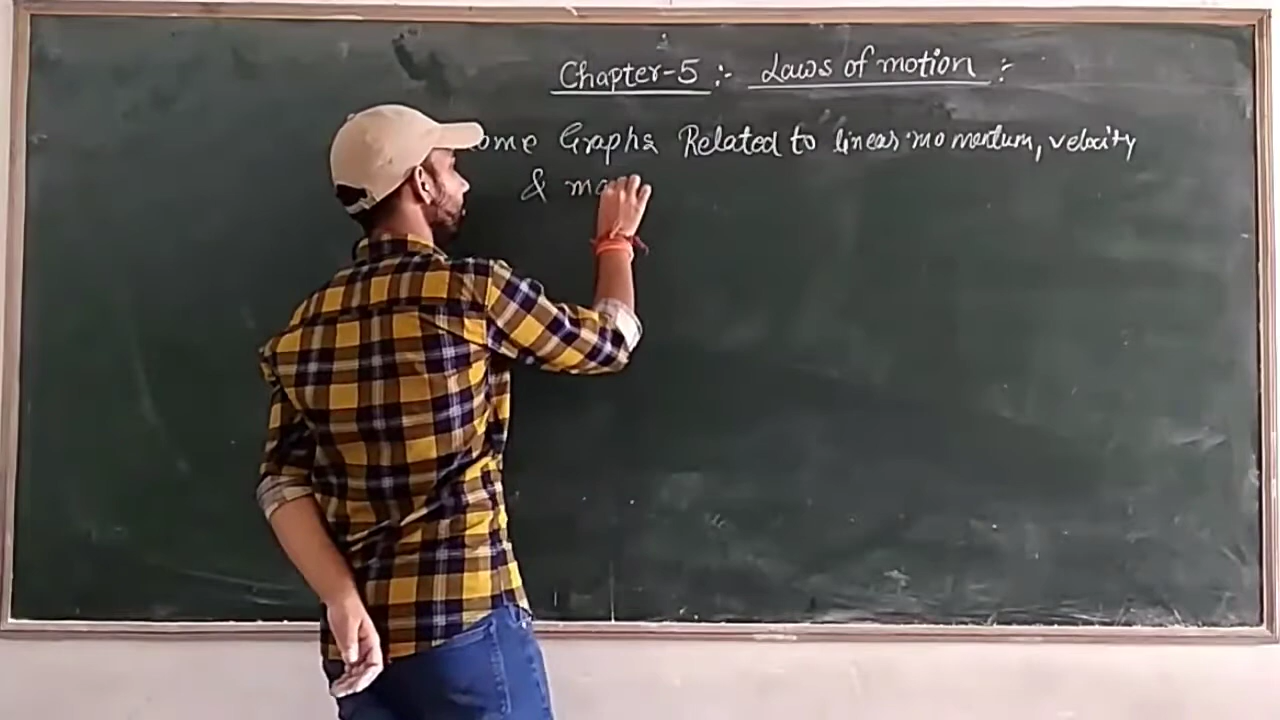 Chapter-5 :- Laws of motion :-
ome Graphs Related to linear momentum, velocity
& ma